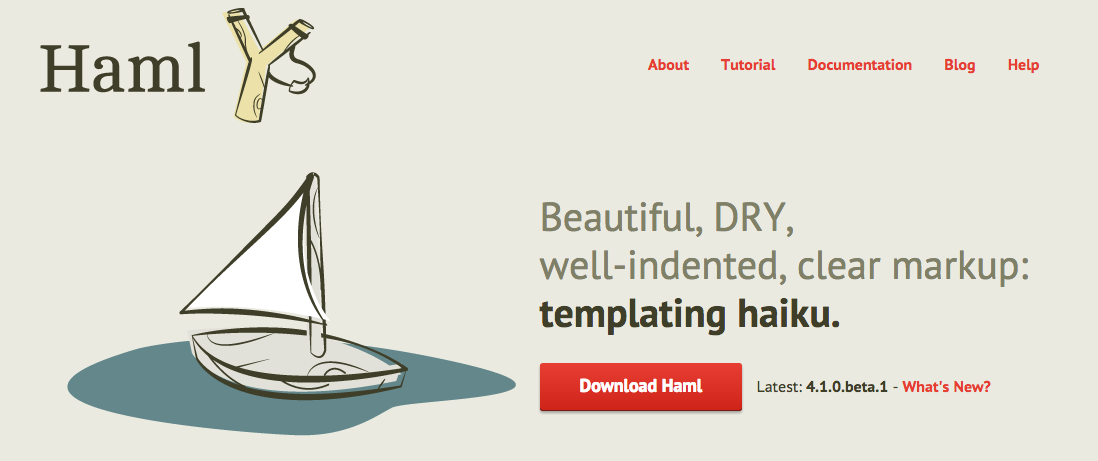 Haml
About Tutorial Documentation Blog Help
Beautiful, DRY,
well-indented, clear markup:
templating haiku.
Download Haml
Latest: 4.1.0.beta.1 - What's New?